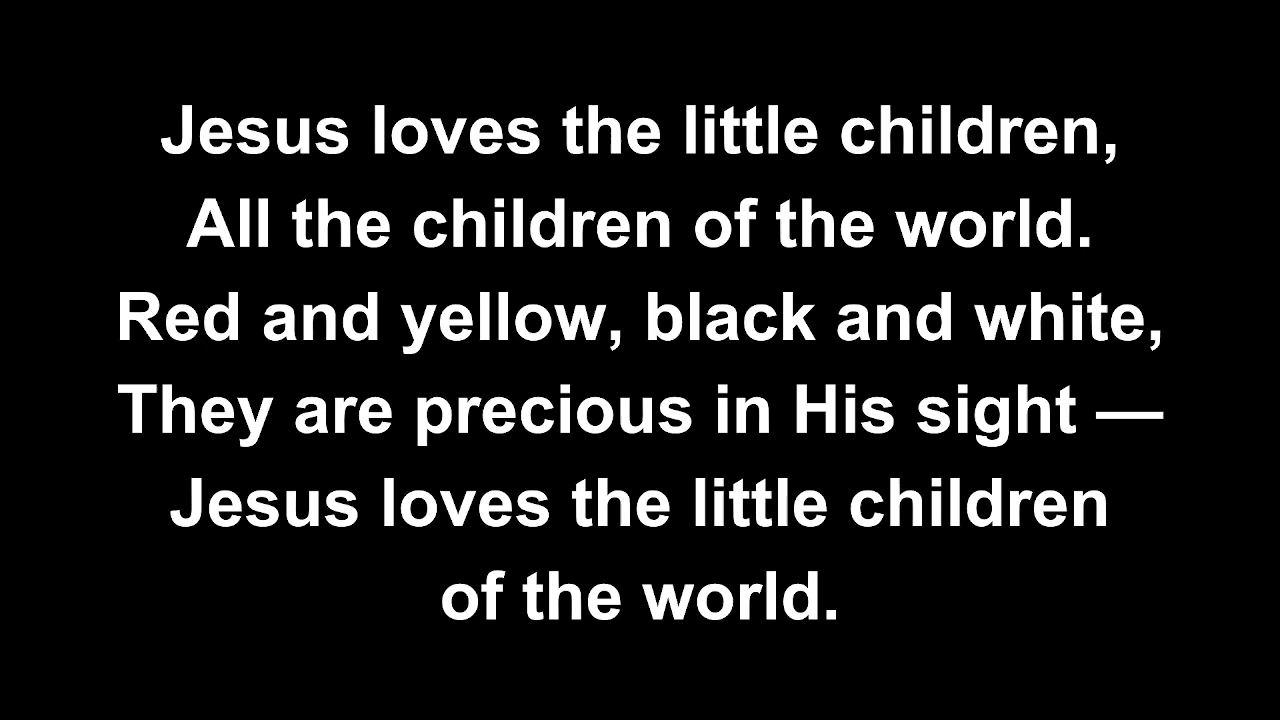 Jesus loves the little children,
All the children of the world.
Red and yellow, black and white,
They are precious in His sight —
Jesus loves the little children
of the world.